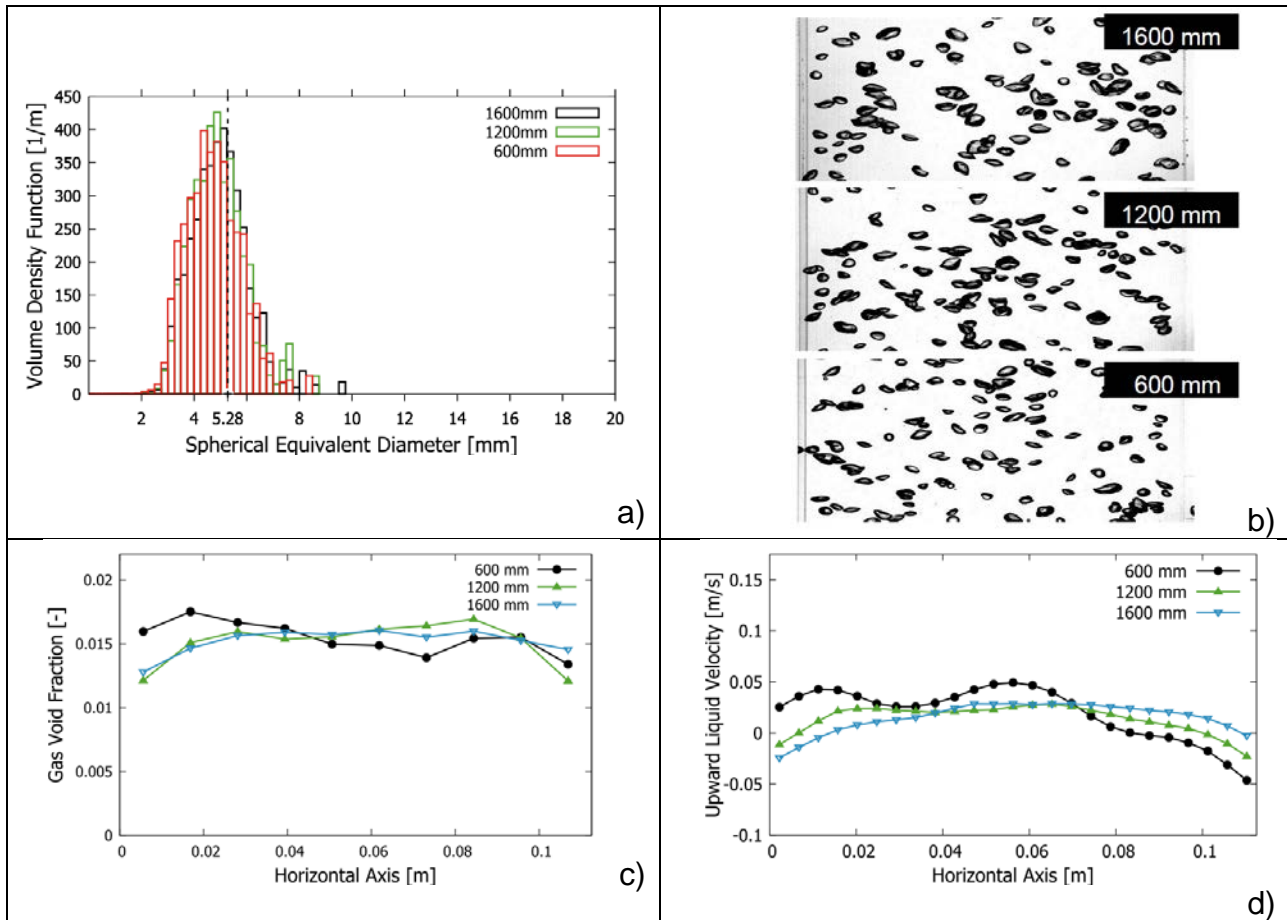 450
400
350
300
250
200
150
100
50
0
Volume Density Function [1/m]
1600mm
1200mm
600mm
2 4 5.28 8 10 12 14 16 18 20
Spherical Equivalent Diameter [mm]
a)
1600 mm
1200 mm
600 mm
b)
0.02
0.015
0.01
0.005
0
Gas Void Fraction [-]
600 mm
1200 mm
1600 mm
0 0.02 0.04 0.06 0.08 0.1
Horizontal Axis [m]
c)
0.15
0.1
0.05
0
-0.05
-0.1
Upward Liquid Velocity [m/s]
600 mm
1200 mm
1600 mm
0 0.02 0.04 0.06 0.08 0.1
Horizontal Axis [m]
d)